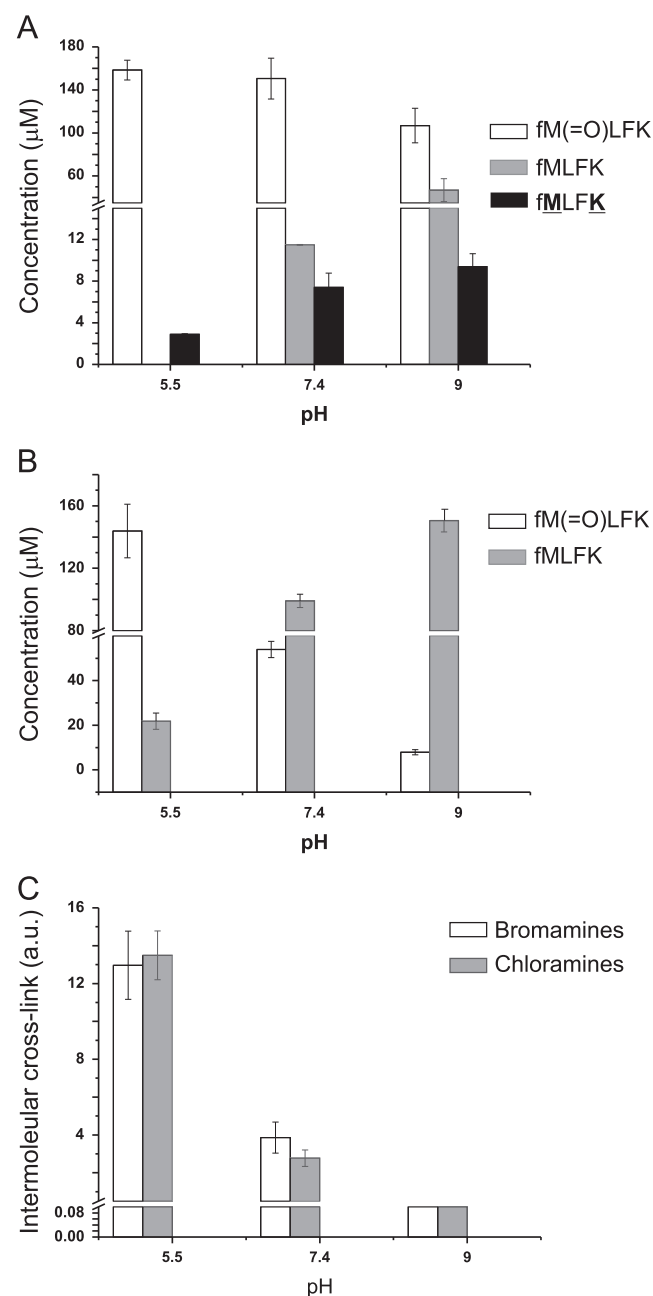 A
Concentration (μM)
180
140
100
60
12
8
4
0
5.5
7.4
9
pH
fM(=O)LFK
fMLFK
fMLFK
B
Concentration (μM)
160
120
80
40
20
0
5.5
7.4
9
pH
fM(=O)LFK
fMLFK
C
Intermoleular cross-link (a.u.)
16
12
8
4
0.08
0.00
5.5
7.4
9
pH
Bromamines
Chloramines